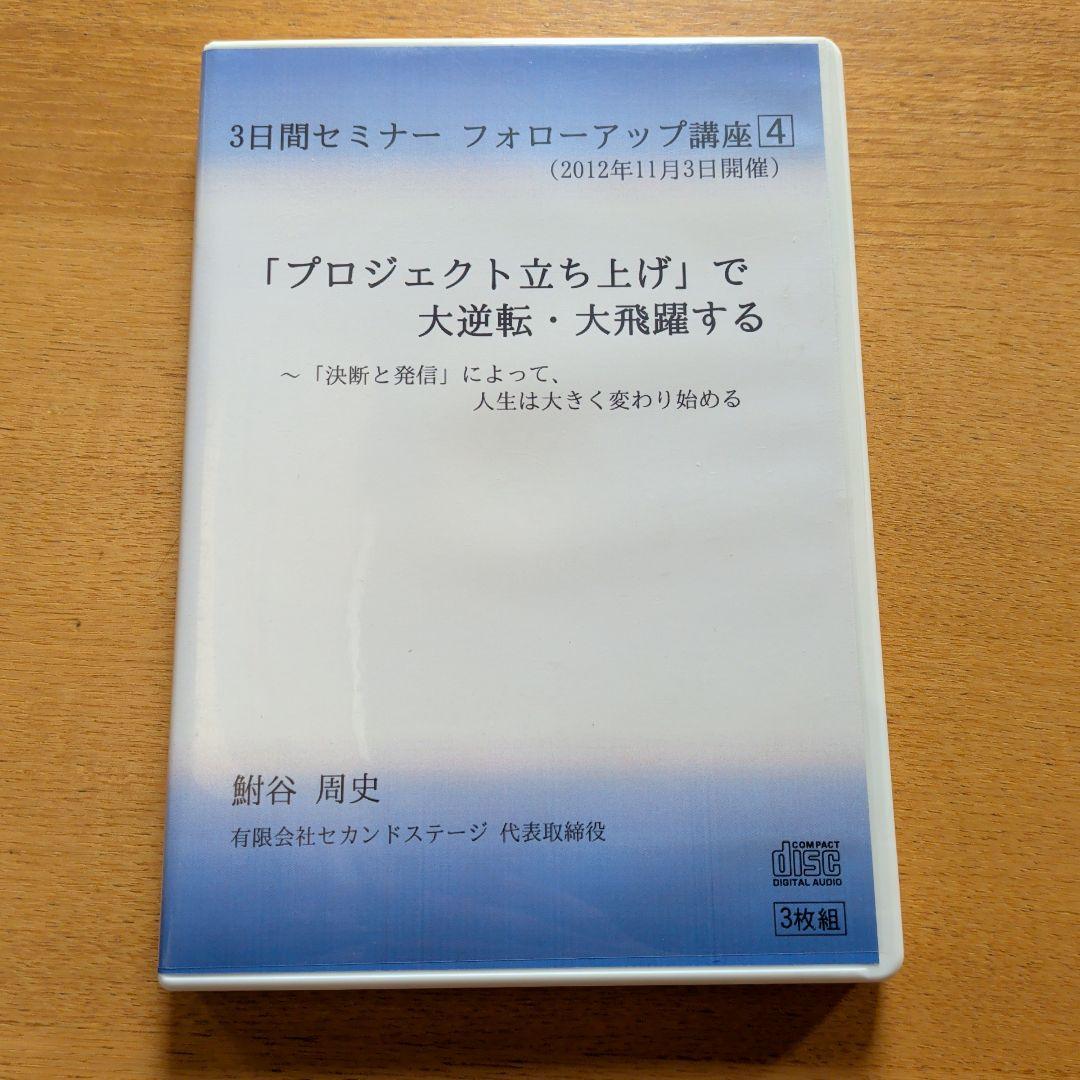 3日間セミナー フォローアップ講座4
（2012年11月3日開催）
「プロジェクト立ち上げ」で
大逆転・大飛躍する
～「決断と発信」によって、
人生は大きく変わり始める
鮒谷 周史
有限会社セカンドステージ 代表取締役
COMPACT
disc
DIGITAL AUDIO
3枚組